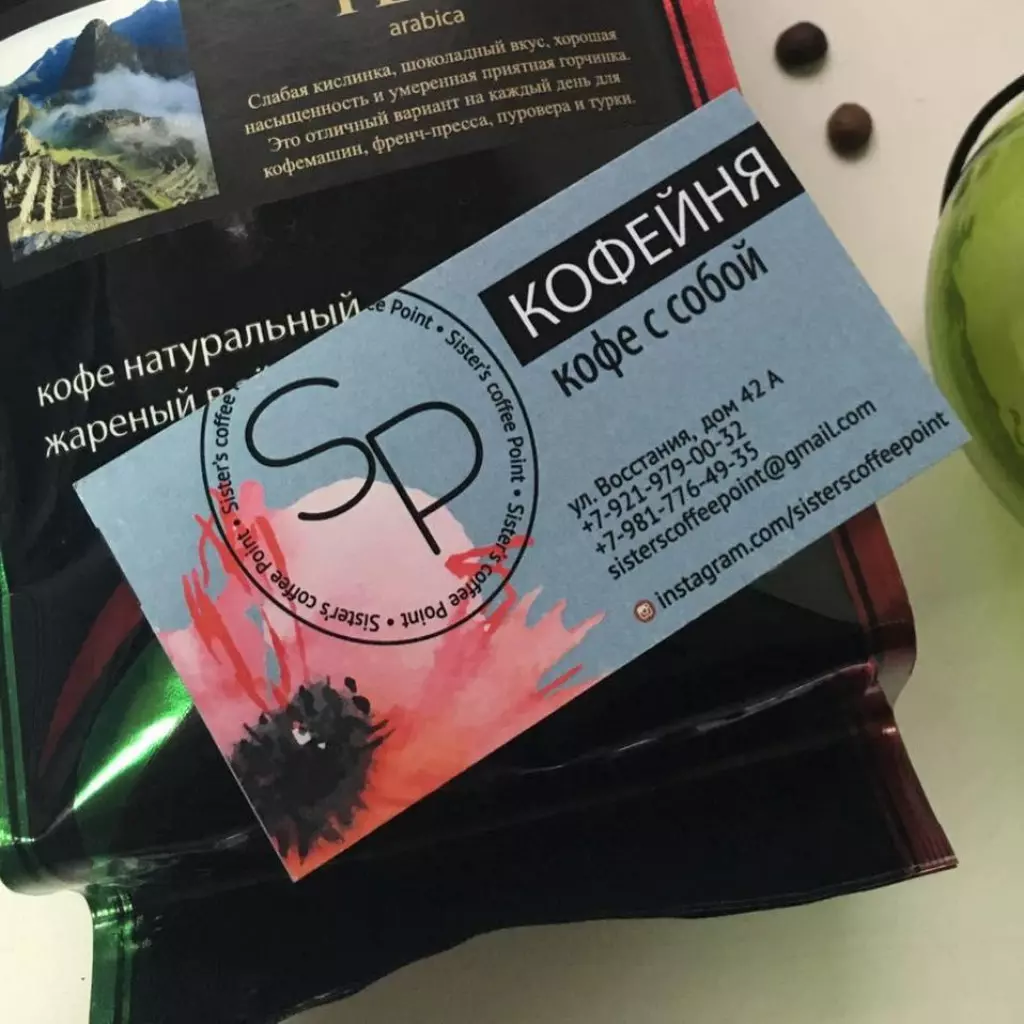 arabica
Слабая кислинка, шоколадный вкус, хорошая
насыщенность и умеренная приятная горчинка.
Это отличный вариант на каждый день для
кофемашин, френч-пресса, пуровера и турки.
кофе натуральный
жареный
КОФЕЙНЯ
кофе с собой
ул. Восстания, дом 42 А
+7-921-979-00-32
+7-981-776-49-35
sisterscoffeepoint@gmail.com
instagram.com/sisterscoffeepoint
SP
Point • Sister's coffee Point • Sister's coffee Point • Sister's coffee Point • Sister's coffee